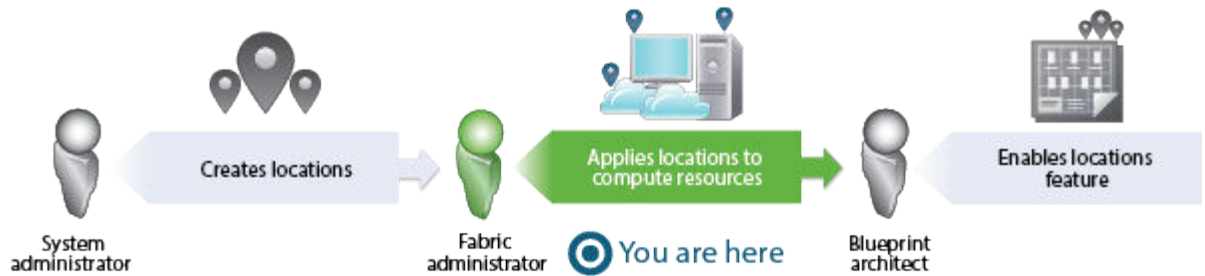 Creates locations
Applies locations to
compute resources
Enables locations
feature
System
administrator
Fabric
administrator
You are here
Blueprint
architect